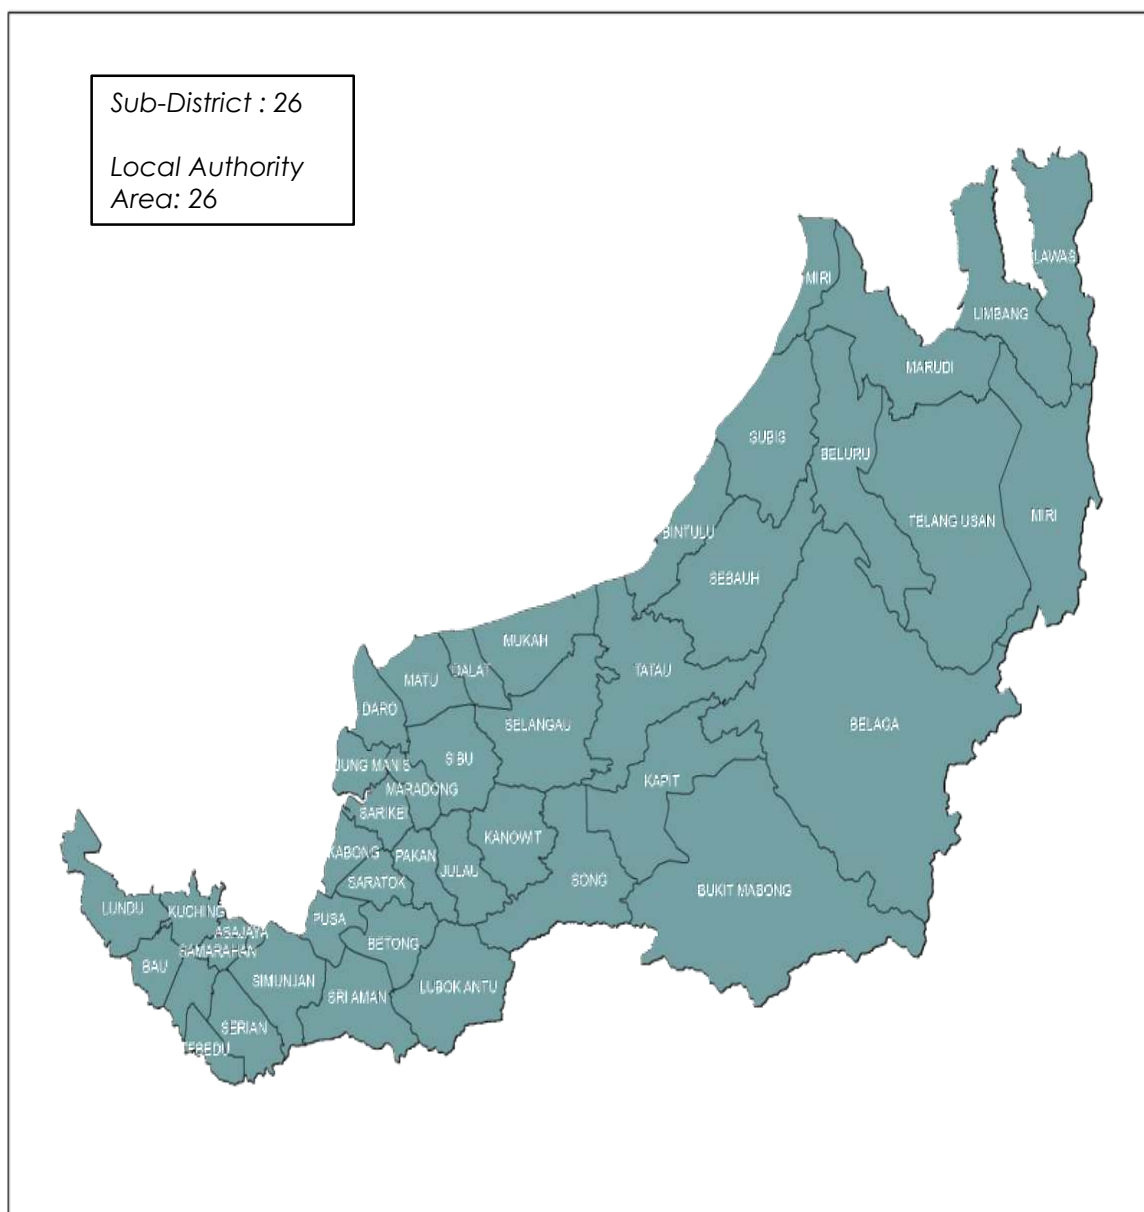 Sub-District : 26
Local Authority
Area: 26
LAWAS
MIRI
LIMBANG
MARUDI
SUBIS
BELURU
TELANG USAN
MIRI
BINTULU
SEBAUH
MUKAH
DALAT
TATAU
MATU
DARO
SELANGAU
BELAGA
SIBU
JUNG MANIS
KAPIT
MARADONG
SARIKEI
KANOWIT
KABONG
PAKAN
JULAU
SONG
SARATOK
BUKIT MABONG
LUNDU
KUCHING
PUSA
ASAJAYA
BETONG
SAMARAHAN
BAU
SIMUNJAN
LUBOK ANTU
SRI AMAN
SERIAN
TEBEDU